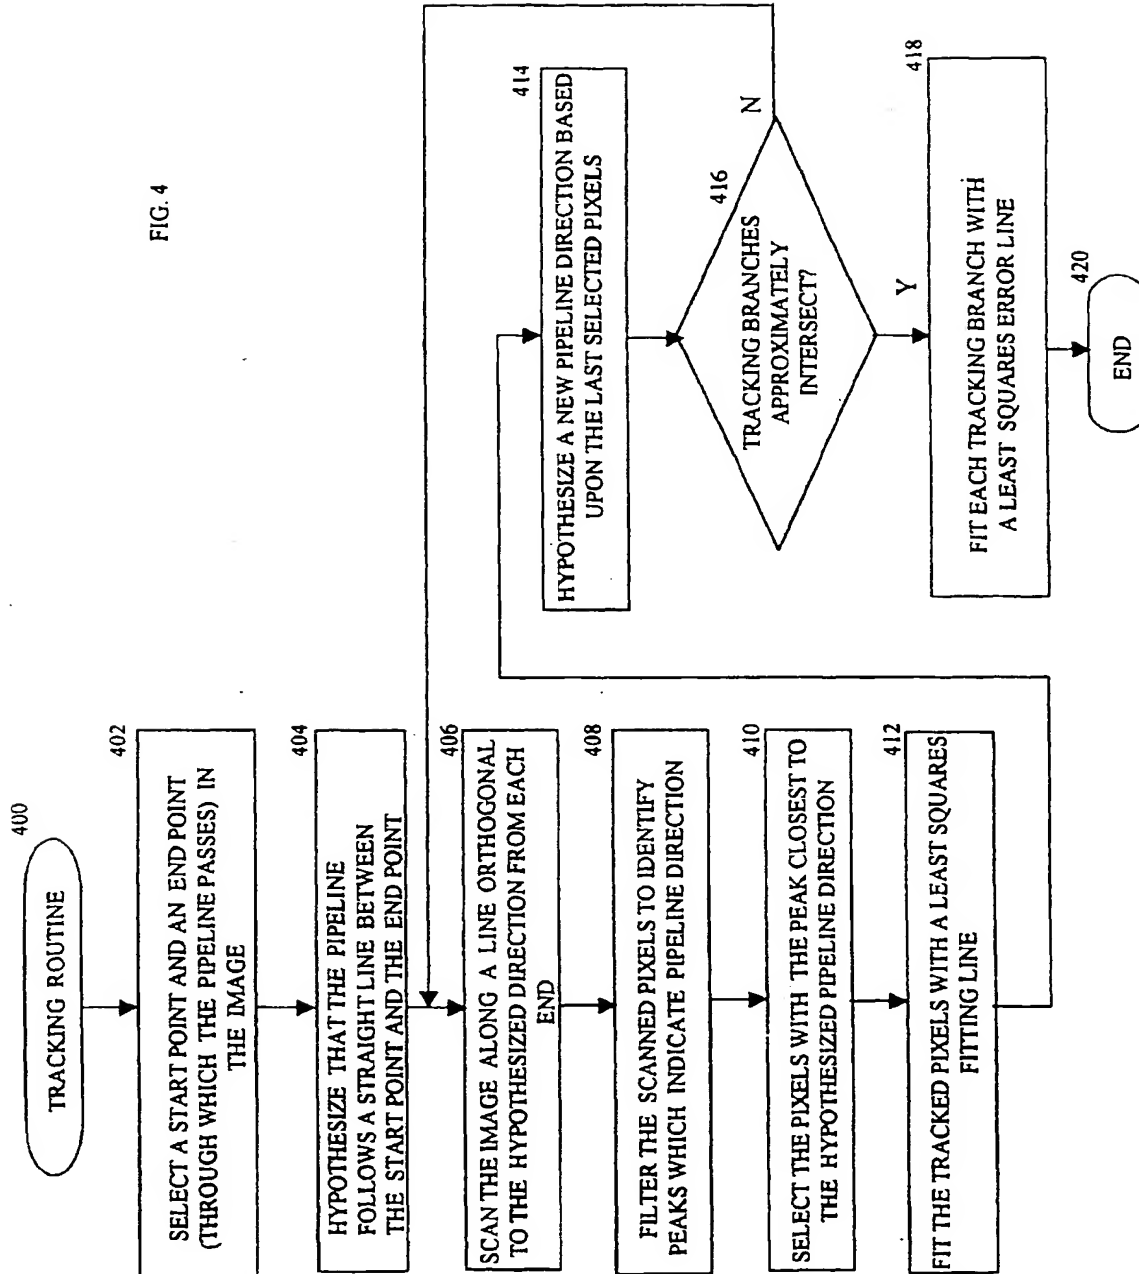 FIG. 4
400
TRACKING ROUTINE
402
SELECT A START POINT AND AN END POINT
(THROUGH WHICH THE PIPELINE PASSES) IN
THE IMAGE
404
HYPOTHESIZE THAT THE PIPELINE
FOLLOWS A STRAIGHT LINE BETWEEN
THE START POINT AND THE END POINT
406
SCAN THE IMAGE ALONG A LINE ORTHOGONAL
TO THE HYPOTHESIZED DIRECTION FROM EACH
END
408
FILTER THE SCANNED PIXELS TO IDENTIFY
PEAKS WHICH INDICATE PIPELINE DIRECTION
410
SELECT THE PIXELS WITH THE PEAK CLOSEST TO
THE HYPOTHESIZED PIPELINE DIRECTION
412
FIT THE TRACKED PIXELS WITH A LEAST SQUARES
FITTING LINE
414
HYPOTHESIZE A NEW PIPELINE DIRECTION BASED
UPON THE LAST SELECTED PIXELS
416
TRACKING BRANCHES
APPROXIMATELY
INTERSECT?
N
Y
418
FIT EACH TRACKING BRANCH WITH
A LEAST SQUARES ERROR LINE
420
END